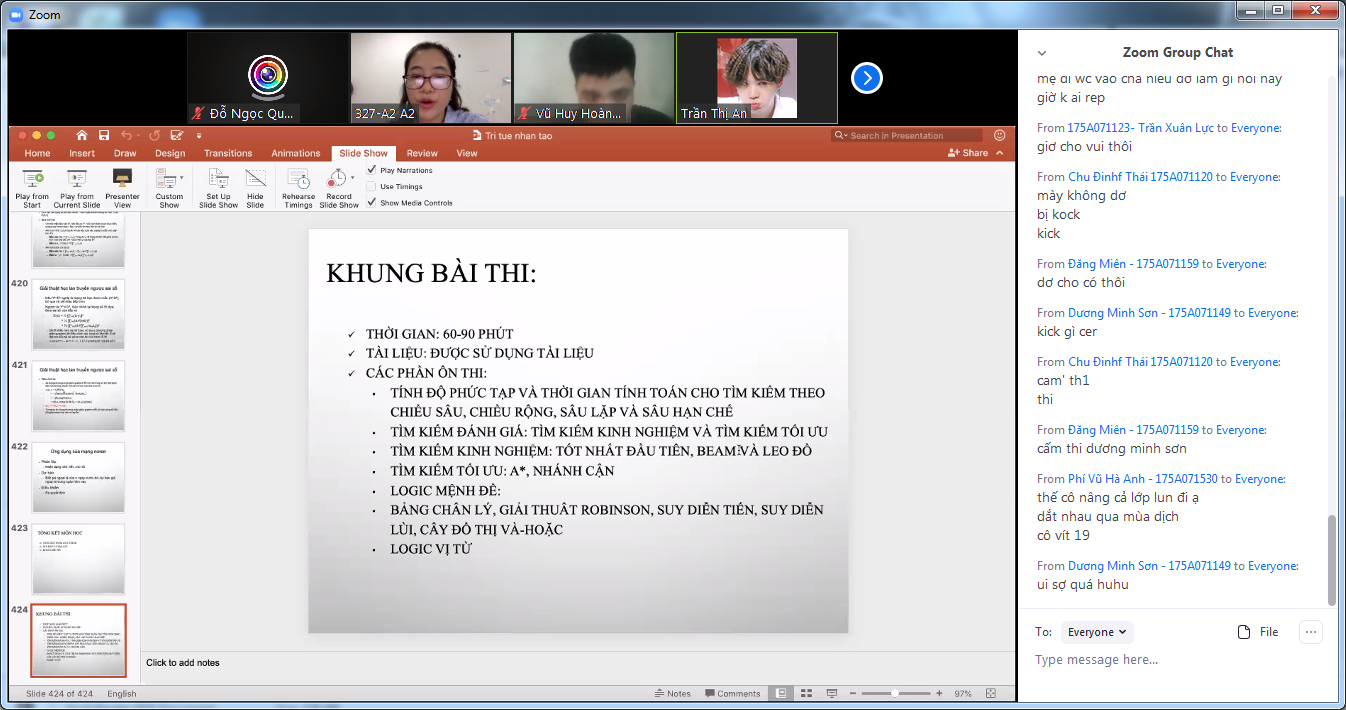 Zoom
Đỗ Ngọc Qu...
327-A2 A2
Vũ Huy Hoàn...
Trần Thị An
Tri tue nhan tao
Search in Presentation
Home
Insert
Draw
Design
Transitions
Animations
Slide Show
Review
View
Share
Play from Start
Play from Current Slide
Presenter View
Custom Show
Set Up Slide Show
Hide Slide
Rehearse Timings
Record Slide Show
Play Narrations
Use Timings
Show Media Controls
420
Giải thuật học lan truyền ngược sai số
421
Giải thuật học lan truyền ngược sai số
422
Ứng dụng của mạng nơron
423
TỔNG KẾT MÔN HỌC
424
KHUNG BÀI THI:
KHUNG BÀI THI:
✓ THỜI GIAN: 60-90 PHÚT
✓ TÀI LIỆU: ĐƯỢC SỬ DỤNG TÀI LIỆU
✓ CÁC PHẦN ÔN THI:
• TÍNH ĐỘ PHỨC TẠP VÀ THỜI GIAN TÍNH TOÁN CHO TÌM KIẾM THEO
CHIỀU SÂU, CHIỀU RỘNG, SÂU LẶP VÀ SÂU HẠN CHẾ
• TÌM KIẾM ĐÁNH GIÁ: TÌM KIẾM KINH NGHIỆM VÀ TÌM KIẾM TỐI ƯU
• TÌM KIẾM KINH NGHIỆM: TỐT NHẤT ĐẦU TIÊN, BEAM VÀ LEO ĐỒ
• TÌM KIẾM TỐI ƯU: A*, NHÁNH CẬN
• LOGIC MỆNH ĐỀ:
• BẢNG CHÂN LÝ, GIẢI THUẬT ROBINSON, SUY DIỄN TIẾN, SUY DIỄN
LÙI, CÂY ĐỒ THỊ VÀ-HOẶC
• LOGIC VỊ TỪ
Click to add notes
Slide 424 of 424
English
Notes
Comments
97%
Zoom Group Chat
mẹ đi wc vào chả hiểu dơ làm gì nói nãy
giờ k ai rep
From 175A071123- Trần Xuân Lực to Everyone:
giơ cho vui thôi
From Chu Đinhf Thái 175A071120 to Everyone:
mày không dơ
bị kock
kick
From Đặng Miên - 175A071159 to Everyone:
dơ cho có thôi
From Dương Minh Sơn - 175A071149 to Everyone:
kick gì cer
From Chu Đinhf Thái 175A071120 to Everyone:
cam' th1
thi
From Đặng Miên - 175A071159 to Everyone:
cấm thi dương minh sơn
From Phí Vũ Hà Anh - 175A071530 to Everyone:
thế cô nâng cả lớp lun đi ạ
dắt nhau qua mùa dịch
cô vít 19
From Dương Minh Sơn - 175A071149 to Everyone:
ui sợ quá huhu
To: Everyone
File
Type message here...